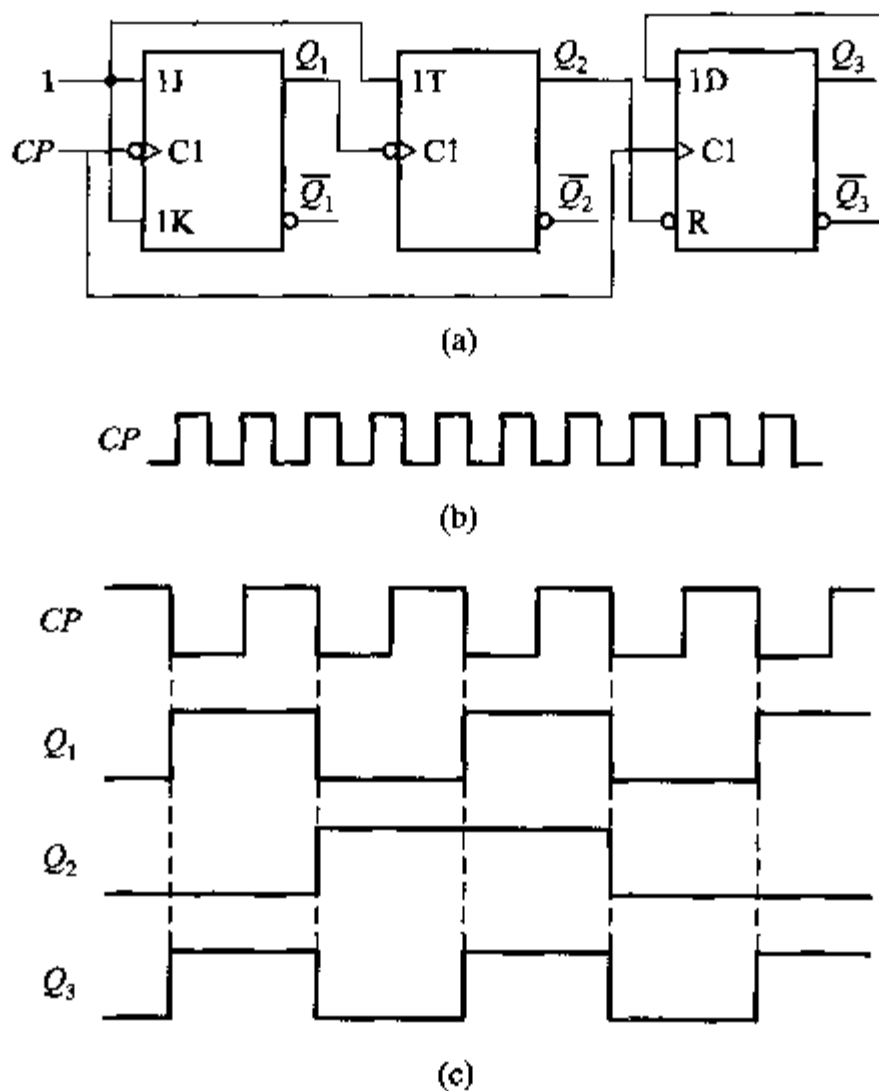 Q₁ Q₂ Q₃
1 1J 1T 1D
CP C1 C1 C1
1K Q̅₁ Q̅₂ R Q̅₃
(a)
CP
(b)
CP
Q₁
Q₂
Q₃
(c)